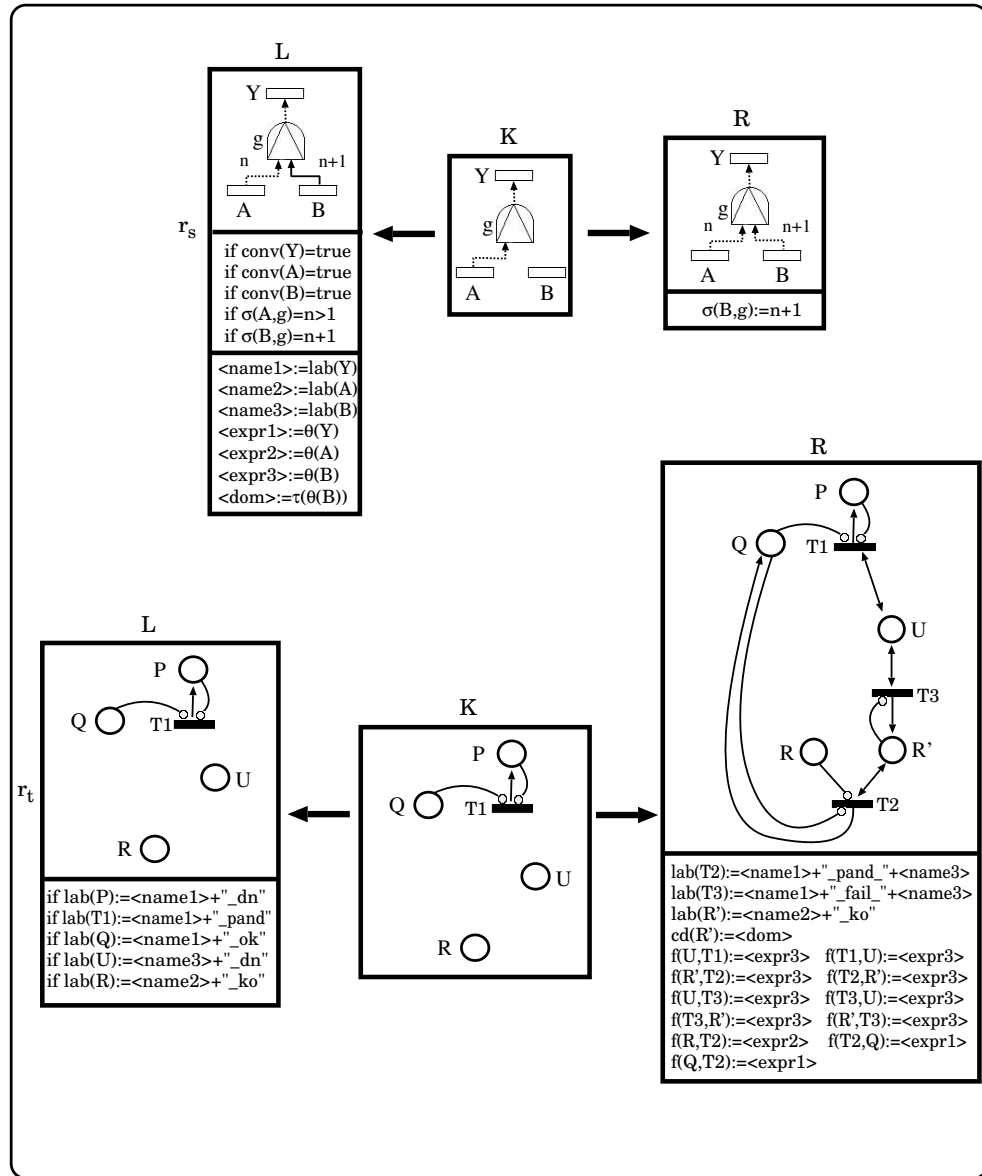 L
Y
g
n
n+1
A
B
if conv(Y)=true
if conv(A)=true
if conv(B)=true
if σ(A,g)=n>1
if σ(B,g)=n+1
<name1>:=lab(Y)
<name2>:=lab(A)
<name3>:=lab(B)
<expr1>:=θ(Y)
<expr2>:=θ(A)
<expr3>:=θ(B)
<dom>:=τ(θ(B))
r_s
K
Y
g
A
B
R
Y
g
n
n+1
A
B
σ(B,g):=n+1
r_t
L
P
Q
T1
U
R
if lab(P):=<name1>+"_dn"
if lab(T1):=<name1>+"_pand"
if lab(Q):=<name1>+"_ok"
if lab(U):=<name3>+"_dn"
if lab(R):=<name2>+"_ko"
K
P
Q
T1
U
R
R
P
Q
T1
U
T3
R
R'
T2
lab(T2):=<name1>+"_pand_"+<name3>
lab(T3):=<name1>+"_fail_"+<name3>
lab(R'):=<name2>+"_ko"
cd(R'):=<dom>
f(U,T1):=<expr3> f(T1,U):=<expr3>
f(R',T2):=<expr3> f(T2,R'):=<expr3>
f(U,T3):=<expr3> f(T3,U):=<expr3>
f(T3,R'):=<expr3> f(R',T3):=<expr3>
f(R,T2):=<expr2> f(T2,Q):=<expr1>
f(Q,T2):=<expr1>